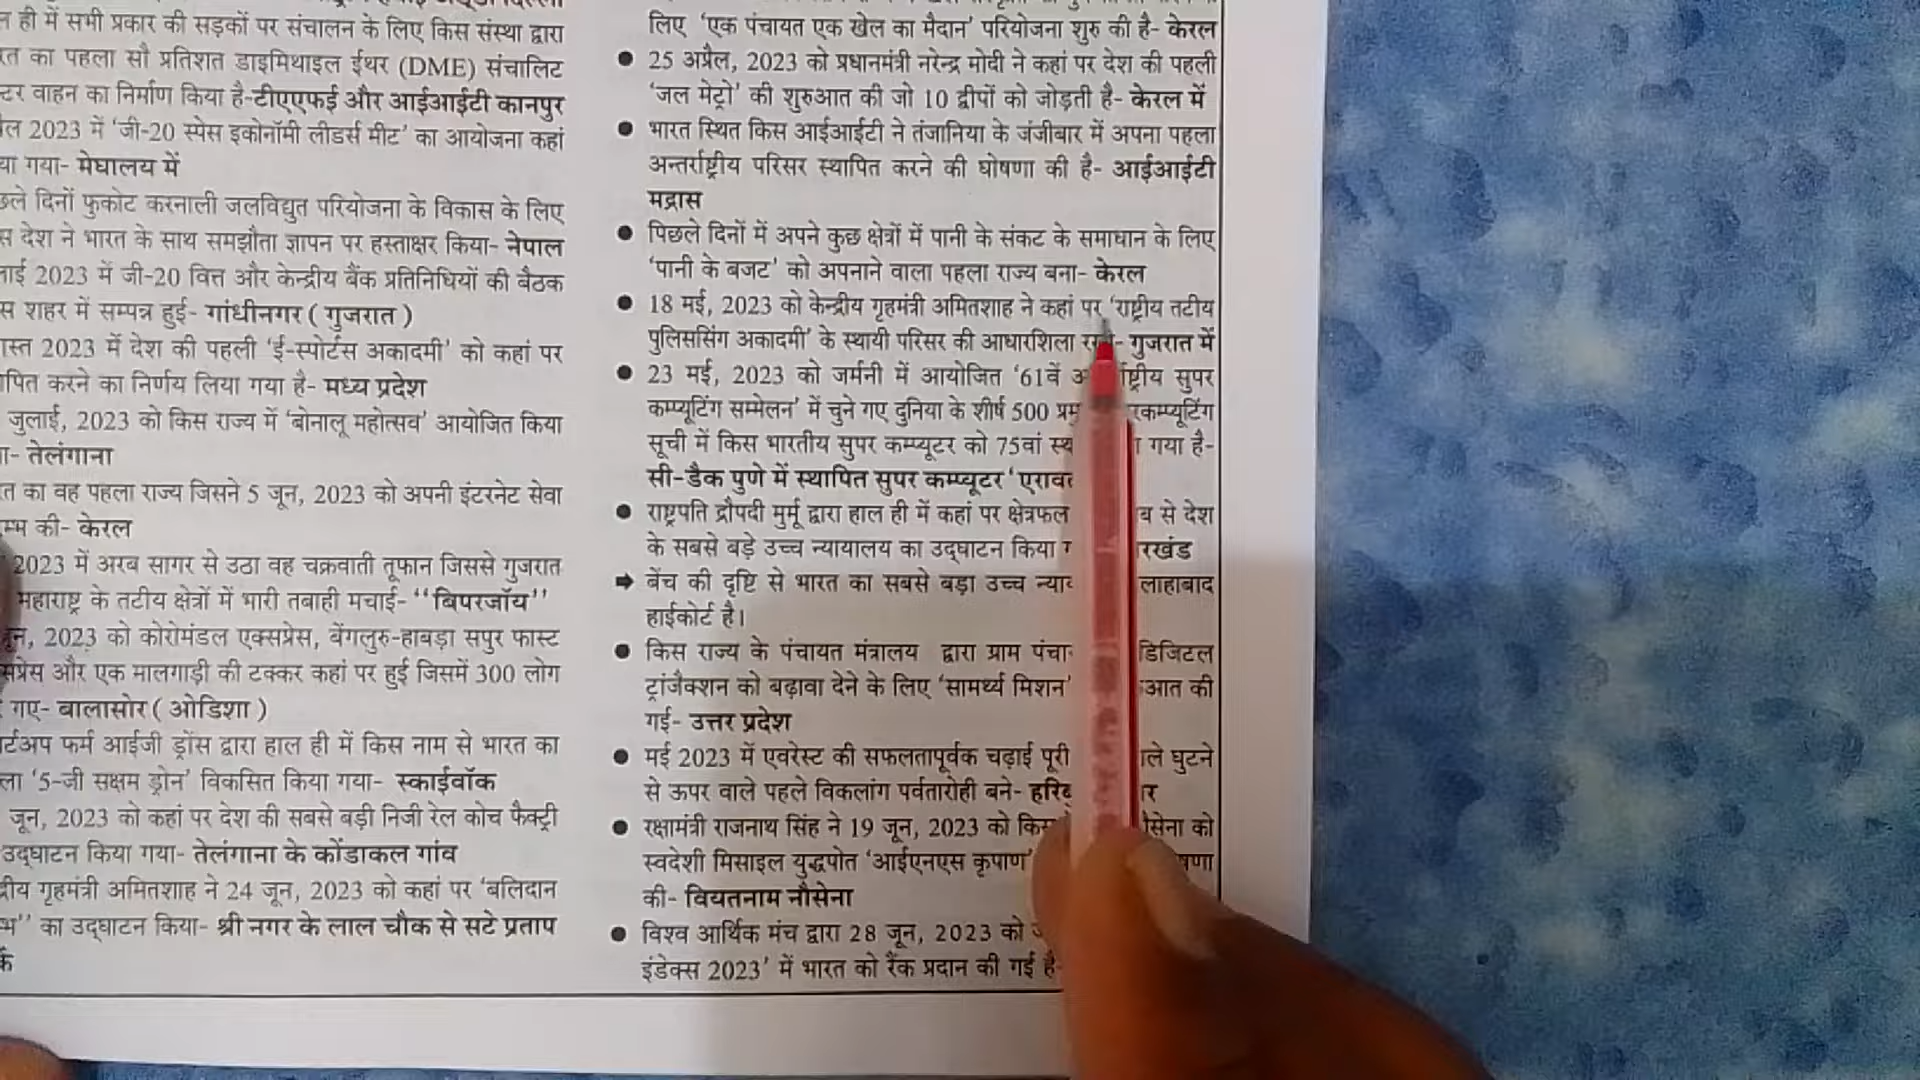 ही में सभी प्रकार की सड़कों पर संचालन के लिए किस संस्था द्वारा
का पहला सौ प्रतिशत डाइमिथाइल ईथर (DME) संचालित
वाहन का निर्माण किया है-टीएएफई और आईआईटी कानपुर
2023 में 'जी-20 स्पेस इकोनॉमी लीडर्स मीट' का आयोजना कहां
गया- मेघालय में
दिनों फुकोट करनाली जलविद्युत परियोजना के विकास के लिए
देश ने भारत के साथ समझौता ज्ञापन पर हस्ताक्षर किया- नेपाल
2023 में जी-20 वित्त और केन्द्रीय बैंक प्रतिनिधियों की बैठक
शहर में सम्पन्न हुई- गांधीनगर ( गुजरात )
2023 में देश की पहली 'ई-स्पोर्टस अकादमी' को कहां पर
करने का निर्णय लिया गया है- मध्य प्रदेश
जुलाई, 2023 को किस राज्य में 'बोनालू महोत्सव' आयोजित किया
- तेलंगाना
का वह पहला राज्य जिसने 5 जून, 2023 को अपनी इंटरनेट सेवा
की- केरल
2023 में अरब सागर से उठा वह चक्रवाती तूफान जिससे गुजरात
महाराष्ट्र के तटीय क्षेत्रों में भारी तबाही मचाई- ''बिपरजॉय''
2023 को कोरोमंडल एक्सप्रेस, बेंगलुरु-हाबड़ा सपुर फास्ट
और एक मालगाड़ी की टक्कर कहां पर हुई जिसमें 300 लोग
गए- बालासोर ( ओडिशा )
फर्म आईजी ड्रोंस द्वारा हाल ही में किस नाम से भारत का
'5-जी सक्षम ड्रोन' विकसित किया गया- स्काईवॉक
जून, 2023 को कहां पर देश की सबसे बड़ी निजी रेल कोच फैक्ट्री
उद्घाटन किया गया- तेलंगाना के कोंडाकल गांव
गृहमंत्री अमितशाह ने 24 जून, 2023 को कहां पर 'बलिदान
का उद्घाटन किया- श्री नगर के लाल चौक से सटे प्रताप
लिए 'एक पंचायत एक खेल का मैदान' परियोजना शुरु की है- केरल
● 25 अप्रैल, 2023 को प्रधानमंत्री नरेन्द्र मोदी ने कहां पर देश की पहली
'जल मेट्रो' की शुरुआत की जो 10 द्वीपों को जोड़ती है- केरल में
● भारत स्थित किस आईआईटी ने तंजानिया के जंजीबार में अपना पहला
अन्तर्राष्ट्रीय परिसर स्थापित करने की घोषणा की है- आईआईटी
मद्रास
● पिछले दिनों में अपने कुछ क्षेत्रों में पानी के संकट के समाधान के लिए
'पानी के बजट' को अपनाने वाला पहला राज्य बना- केरल
● 18 मई, 2023 को केन्द्रीय गृहमंत्री अमितशाह ने कहां पर 'राष्ट्रीय तटीय
पुलिससिंग अकादमी' के स्थायी परिसर की आधारशिला - गुजरात में
● 23 मई, 2023 को जर्मनी में आयोजित '61वें सुपर
कम्प्यूटिंग सम्मेलन' में चुने गए दुनिया के शीर्ष 500
सूची में किस भारतीय सुपर कम्प्यूटर को 75वां गया है-
सी-डैक पुणे में स्थापित सुपर कम्प्यूटर
● राष्ट्रपति द्रौपदी मुर्मू द्वारा हाल ही में कहां पर क्षेत्रफल से देश
के सबसे बड़े उच्च न्यायालय का उद्घाटन किया
➡ बेंच की दृष्टि से भारत का सबसे बड़ा उच्च
हाईकोर्ट है।
● किस राज्य के पंचायत मंत्रालय द्वारा ग्राम डिजिटल
ट्रांजैक्शन को बढ़ावा देने के लिए 'सामर्थ्य मिशन' की
गई- उत्तर प्रदेश
● मई 2023 में एवरेस्ट की सफलतापूर्वक चढ़ाई पूरी घुटने
से ऊपर वाले पहले विकलांग पर्वतारोही बने-
● रक्षामंत्री राजनाथ सिंह ने 19 जून, 2023 को को
स्वदेशी मिसाइल युद्धपोत 'आईएनएस कृपाण'
की- वियतनाम नौसेना
● विश्व आर्थिक मंच द्वारा 28 जून, 2023 को
इंडेक्स 2023' में भारत को रैंक प्रदान की गई है-